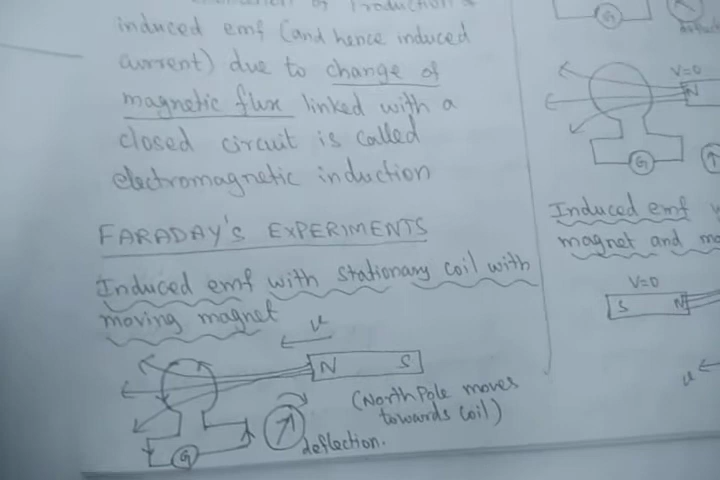 Production of
induced emf (and hence induced
current) due to change of
magnetic flux linked with a
closed circuit is called
electromagnetic induction
FARADAY'S EXPERIMENTS
Induced emf with stationary coil with
moving magnet
v
N S
(North Pole moves
towards coil)
G
deflection.
G
V=0
N
G
Induced emf
magnet and
V=0
S N
v